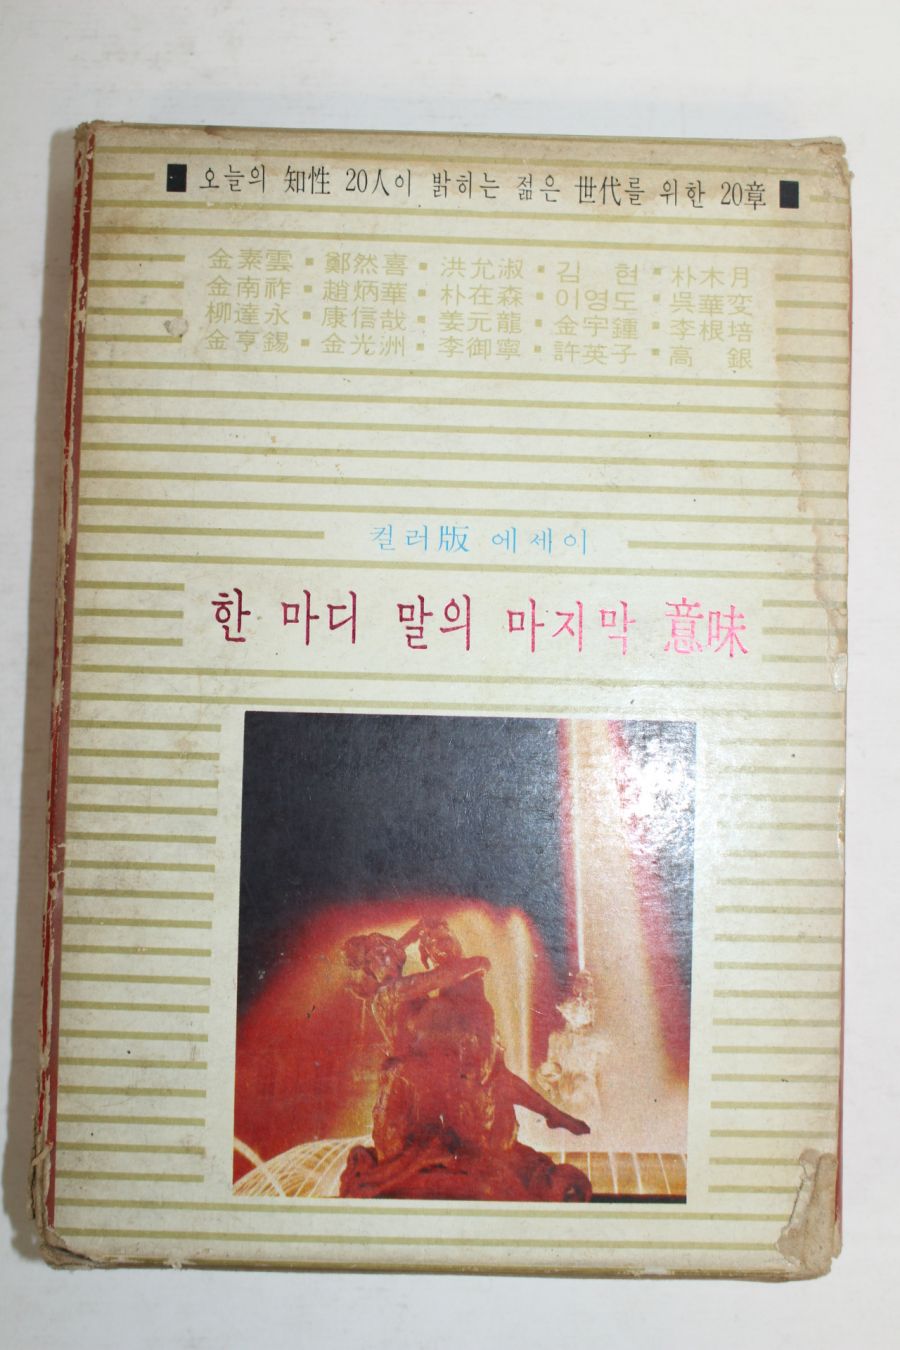 ■ 오늘의 知性 20人이 밝히는 젊은 世代를 위한 20章 ■
金素雲 ▪ 鄭然喜 ▪ 洪允淑 ▪ 김 현 ▪ 朴木月
金南祚 ▪ 趙炳華 ▪ 朴在森 ▪ 이영도 ▪ 吳華燮
柳達永 ▪ 康信哉 ▪ 姜元龍 ▪ 金宇鍾 ▪ 李根培
金亨錫 ▪ 金光洲 ▪ 李御寧 ▪ 許英子 ▪ 高 銀
컬러版 에세이
한 마디 말의 마지막 意味